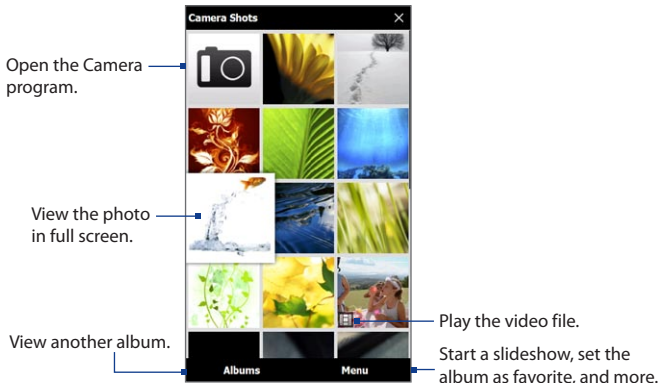 Camera Shots
Open the Camera
program.
View the photo
in full screen.
Play the video file.
View another album.
Start a slideshow, set the
album as favorite, and more.
Albums
Menu